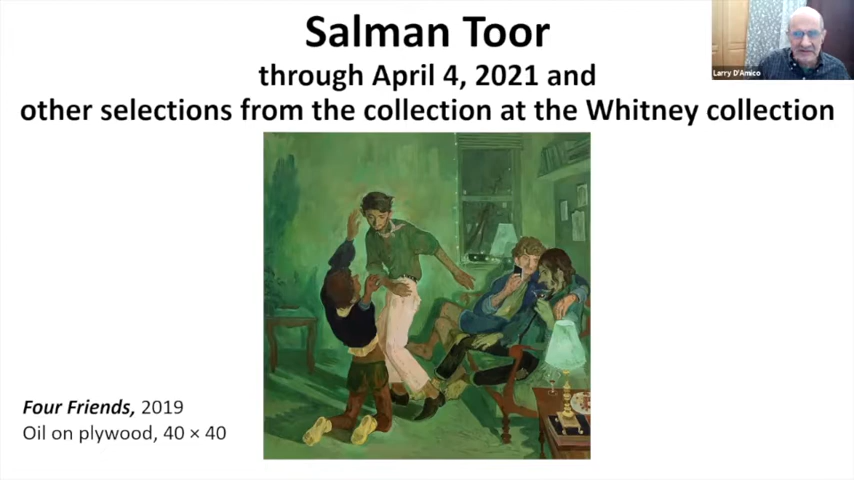 Salman Toor
through April 4, 2021 and
other selections from the collection at the Whitney collection
Larry D'Amico
Four Friends, 2019
Oil on plywood, 40 × 40